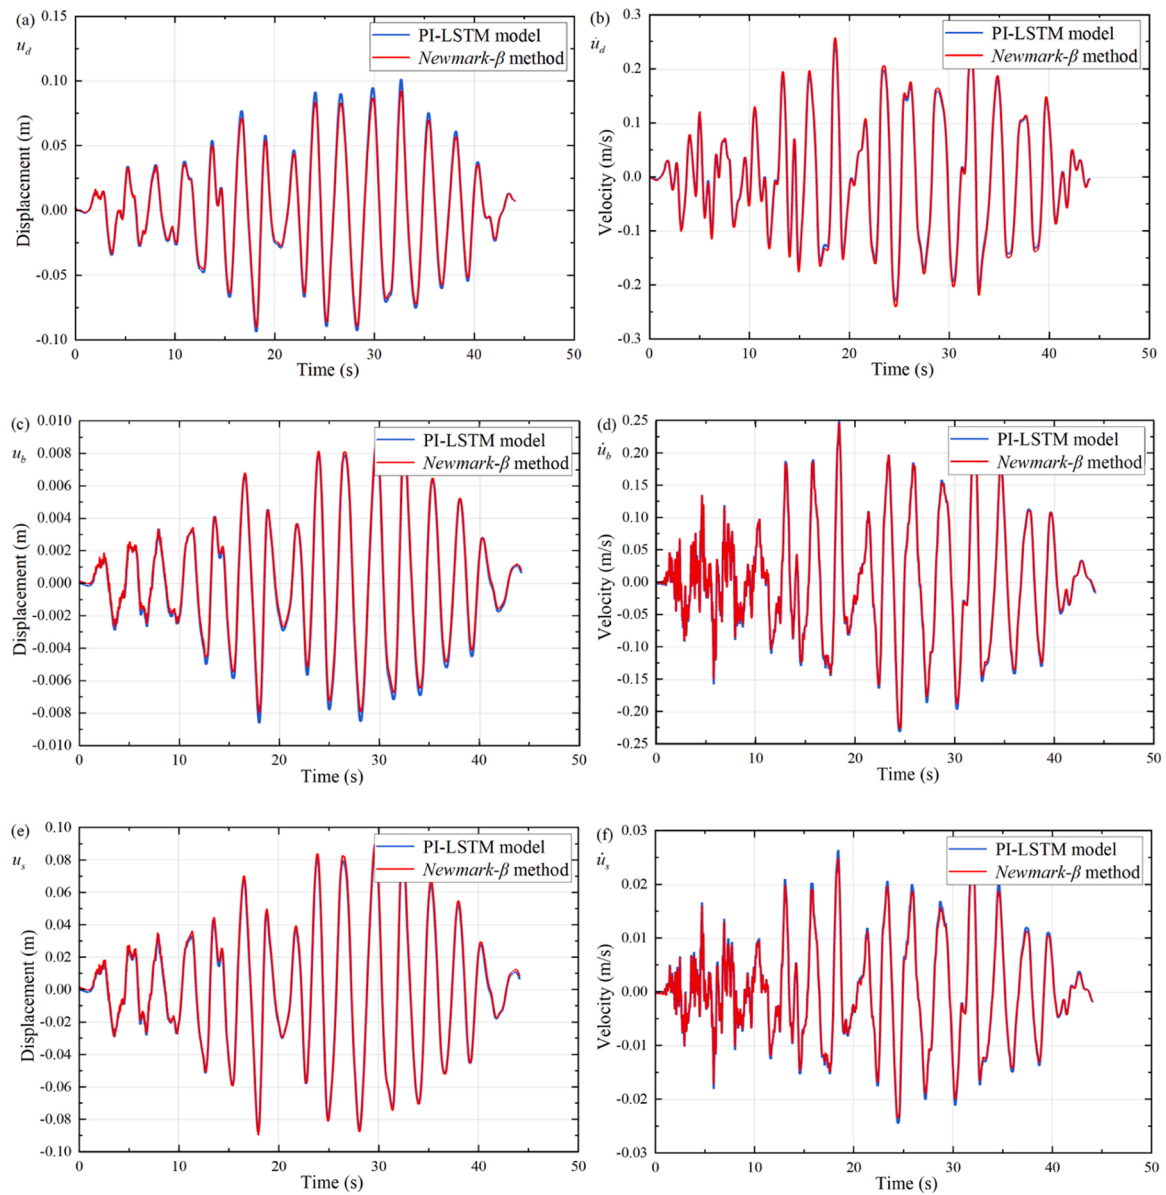 (a)
u_d
0.15
0.10
0.05
0.00
-0.05
-0.10
Displacement (m)
PI-LSTM model
Newmark-β method
0 10 20 30 40 50
Time (s)
(b)
u̇_d
0.3
0.2
0.1
0.0
-0.1
-0.2
-0.3
Velocity (m/s)
PI-LSTM model
Newmark-β method
0 10 20 30 40 50
Time (s)
(c)
u_b
0.010
0.008
0.006
0.004
0.002
0.000
-0.002
-0.004
-0.006
-0.008
-0.010
Displacement (m)
PI-LSTM model
Newmark-β method
0 10 20 30 40 50
Time (s)
(d)
u̇_b
0.25
0.20
0.15
0.10
0.05
0.00
-0.05
-0.10
-0.15
-0.20
-0.25
Velocity (m/s)
PI-LSTM model
Newmark-β method
0 10 20 30 40 50
Time (s)
(e)
u_s
0.10
0.08
0.06
0.04
0.02
0.00
-0.02
-0.04
-0.06
-0.08
-0.10
Displacement (m)
PI-LSTM model
Newmark-β method
0 10 20 30 40 50
Time (s)
(f)
u̇_s
0.03
0.02
0.01
0.00
-0.01
-0.02
-0.03
Velocity (m/s)
PI-LSTM model
Newmark-β method
0 10 20 30 40 50
Time (s)